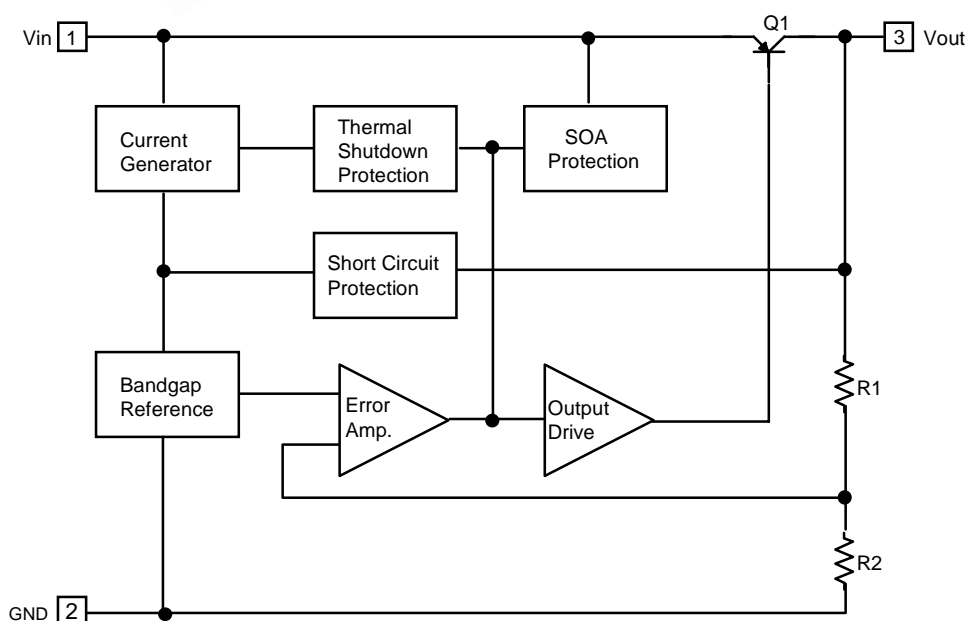 Q1
Vin 1
3 Vout
Current
Generator
Thermal
Shutdown
Protection
SOA
Protection
Short Circuit
Protection
Bandgap
Reference
Error
Amp.
Output
Drive
R1
R2
GND 2